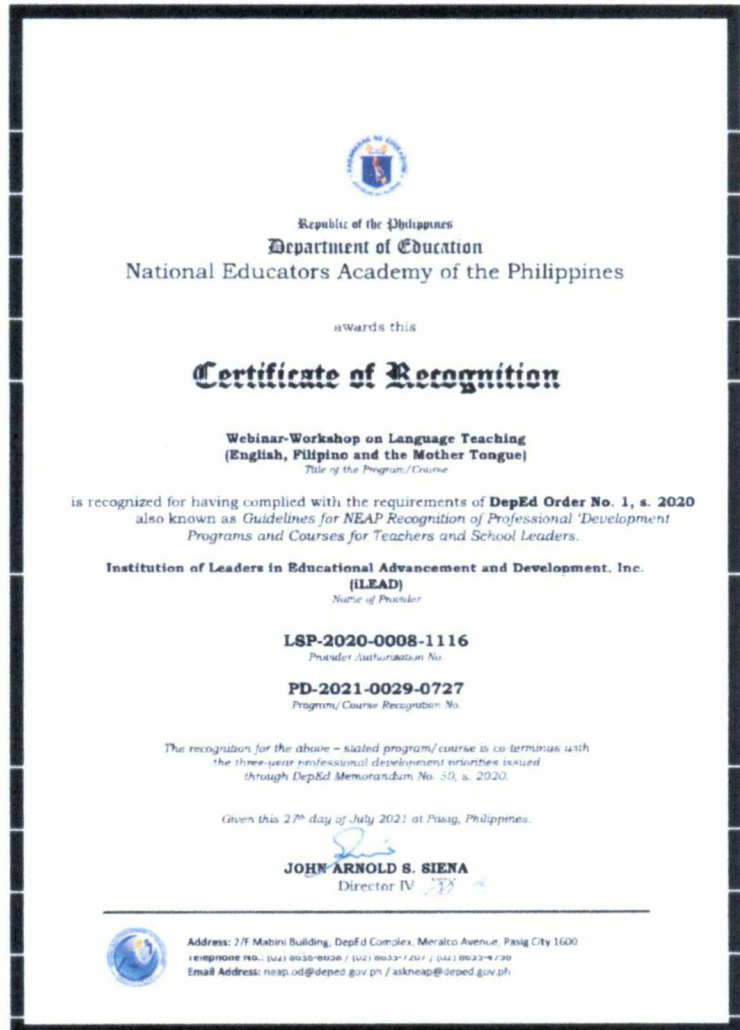 KAGAWARAN NG EDUKASYON
Republic of the Philippines
Department of Education
National Educators Academy of the Philippines
awards this
Certificate of Recognition
Webinar-Workshop on Language Teaching
(English, Filipino and the Mother Tongue)
Title of the Program/Course
is recognized for having complied with the requirements of DepEd Order No. 1, s. 2020
also known as Guidelines for NEAP Recognition of Professional 'Development
Programs and Courses for Teachers and School Leaders.
Institution of Leaders in Educational Advancement and Development, Inc.
(iLEAD)
Name of Provider
LSP-2020-0008-1116
Provider Authorization No.
PD-2021-0029-0727
Program/Course Recognition No.
The recognition for the above – stated program/course is co-terminus with
the three-year professional development priorities issued
through DepEd Memorandum No. 50, s. 2020.
Given this 27th day of July 2021 at Pasig, Philippines.
JOHN ARNOLD S. SIENA
Director IV
Address: 2/F Mabini Building, DepEd Complex, Meralco Avenue, Pasig City 1600
Telephone No.: (02) /
Email Address: neap.od@deped.gov.ph / askneap@deped.gov.ph